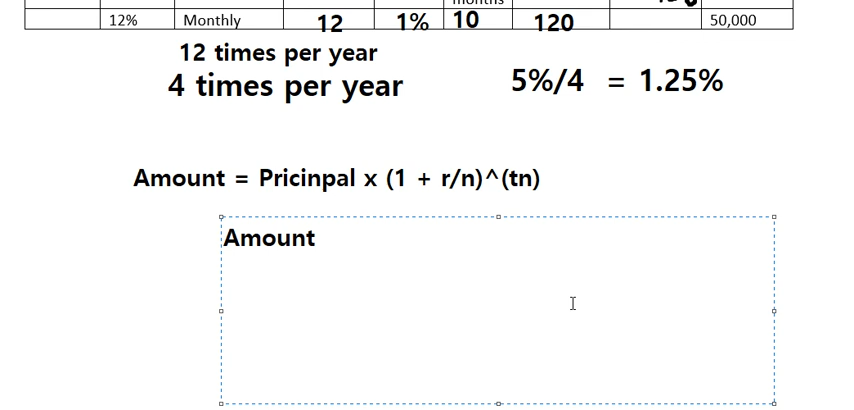 months
12% Monthly 12 1% 10 120 50,000
12 times per year
4 times per year 5%/4 = 1.25%
Amount = Pricinpal x (1 + r/n)^(tn)
Amount